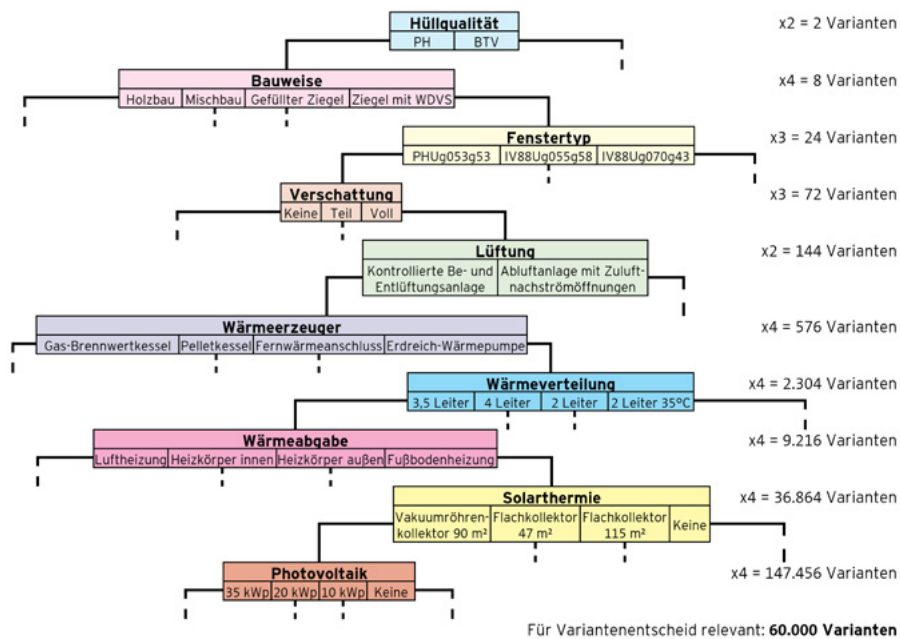 Hüllqualität
x2 = 2 Varianten
PH BTV
Bauweise
x4 = 8 Varianten
Holzbau Mischbau Gefüllter Ziegel Ziegel mit WDVS
Fenstertyp
x3 = 24 Varianten
PHUg053g53 IV88Ug055g58 IV88Ug070g43
Verschattung
x3 = 72 Varianten
Keine Teil Voll
Lüftung
x2 = 144 Varianten
Kontrollierte Be- und Abluftanlage mit Zuluft-
Entlüftungsanlage nachströmöffnungen
Wärmeerzeuger
x4 = 576 Varianten
Gas-Brennwertkessel Pelletkessel Fernwärmeanschluss Erdreich-Wärmepumpe
Wärmeverteilung
x4 = 2.304 Varianten
3,5 Leiter 4 Leiter 2 Leiter 2 Leiter 35°C
Wärmeabgabe
x4 = 9.216 Varianten
Luftheizung Heizkörper innen Heizkörper außen Fußbodenheizung
Solarthermie
x4 = 36.864 Varianten
Vakuumröhren- Flachkollektor Flachkollektor Keine
kollektor 90 m² 47 m² 115 m²
Photovoltaik
x4 = 147.456 Varianten
35 kWp 20 kWp 10 kWp Keine
Für Variantenentscheid relevant: 60.000 Varianten